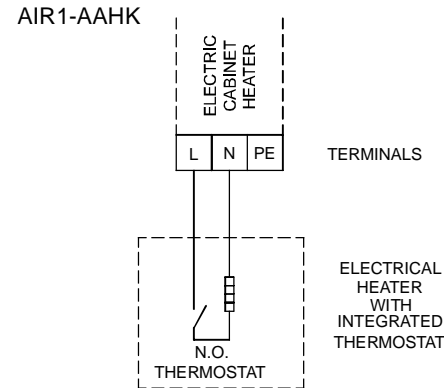 AIR1-AAHK
ELECTRIC
CABINET
HEATER
L N PE
TERMINALS
ELECTRICAL
HEATER
WITH
INTEGRATED
THERMOSTAT
N.O.
THERMOSTAT